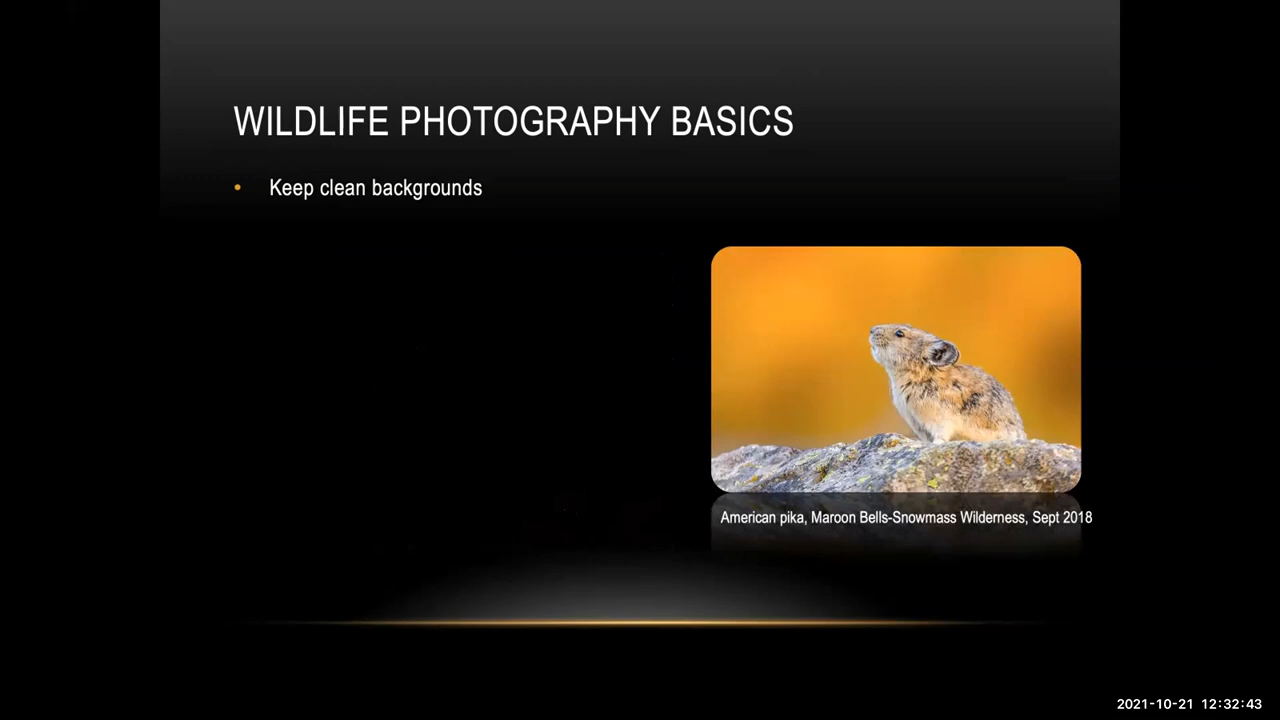 WILDLIFE PHOTOGRAPHY BASICS
• Keep clean backgrounds
American pika, Maroon Bells-Snowmass Wilderness, Sept 2018
2021-10-21 12:32:43